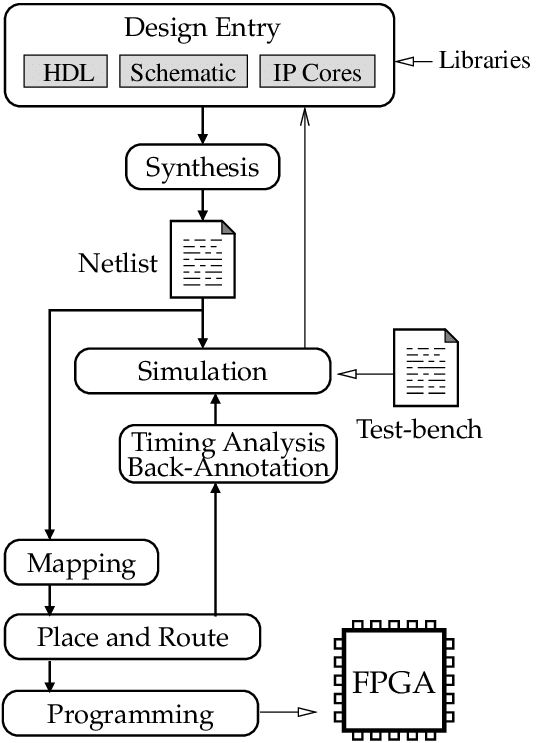 Design Entry
HDL
Schematic
IP Cores
Libraries
Synthesis
Netlist
Simulation
Test-bench
Timing Analysis
Back-Annotation
Mapping
Place and Route
FPGA
Programming